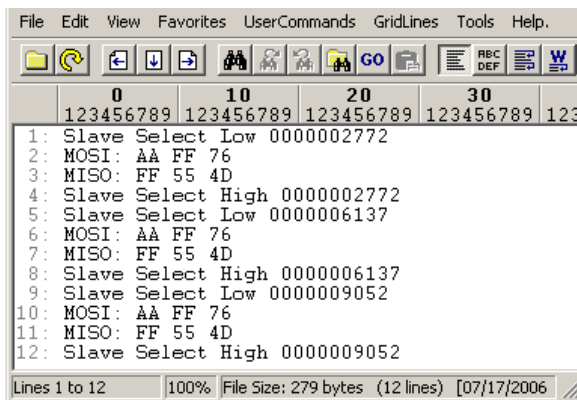 File Edit View Favorites UserCommands GridLines Tools Help.
GO ABC DEF W
0 10 20 30
123456789 123456789 123456789 123456789 123
1: Slave Select Low 0000002772
2: MOSI: AA FF 76
3: MISO: FF 55 4D
4: Slave Select High 0000002772
5: Slave Select Low 0000006137
6: MOSI: AA FF 76
7: MISO: FF 55 4D
8: Slave Select High 0000006137
9: Slave Select Low 0000009052
10: MOSI: AA FF 76
11: MISO: FF 55 4D
12: Slave Select High 0000009052
Lines 1 to 12 100% File Size: 279 bytes (12 lines) [07/17/2006